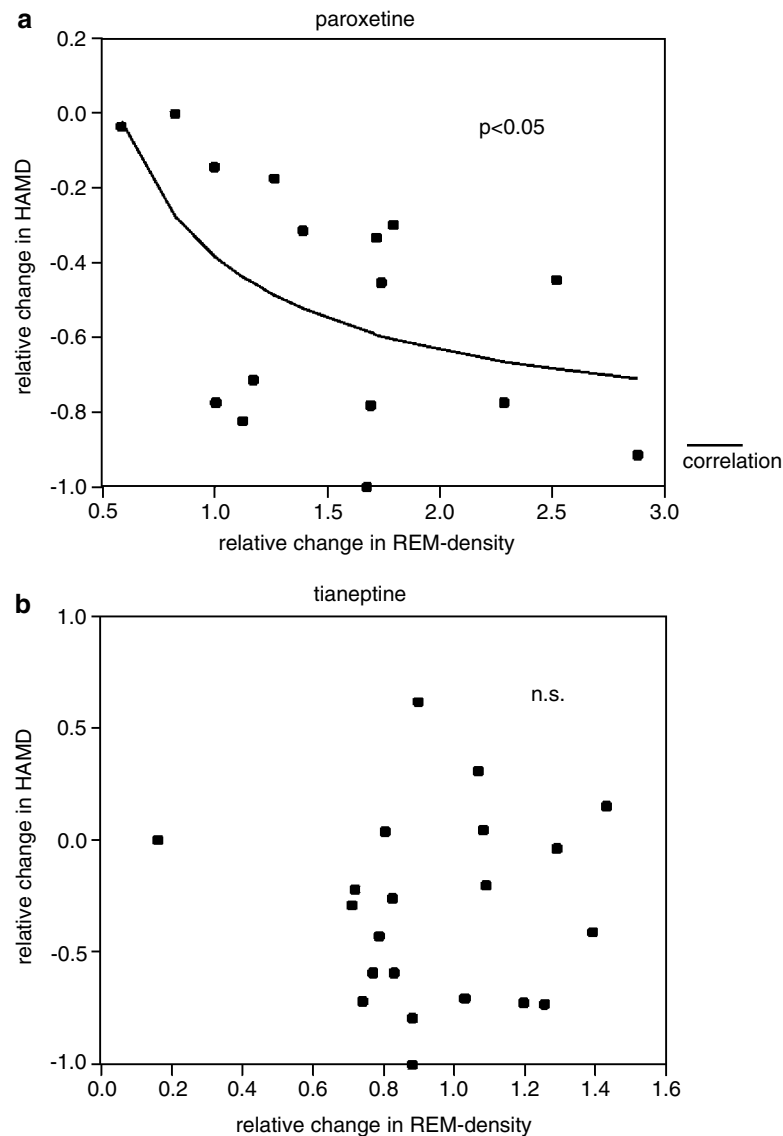 a
paroxetine
0.2
0.0
-0.2
-0.4
-0.6
-0.8
-1.0
relative change in HAMD
p<0.05
0.5 1.0 1.5 2.0 2.5 3.0
relative change in REM-density
correlation
b
tianeptine
1.0
0.5
0.0
-0.5
-1.0
relative change in HAMD
n.s.
0.0 0.2 0.4 0.6 0.8 1.0 1.2 1.4 1.6
relative change in REM-density